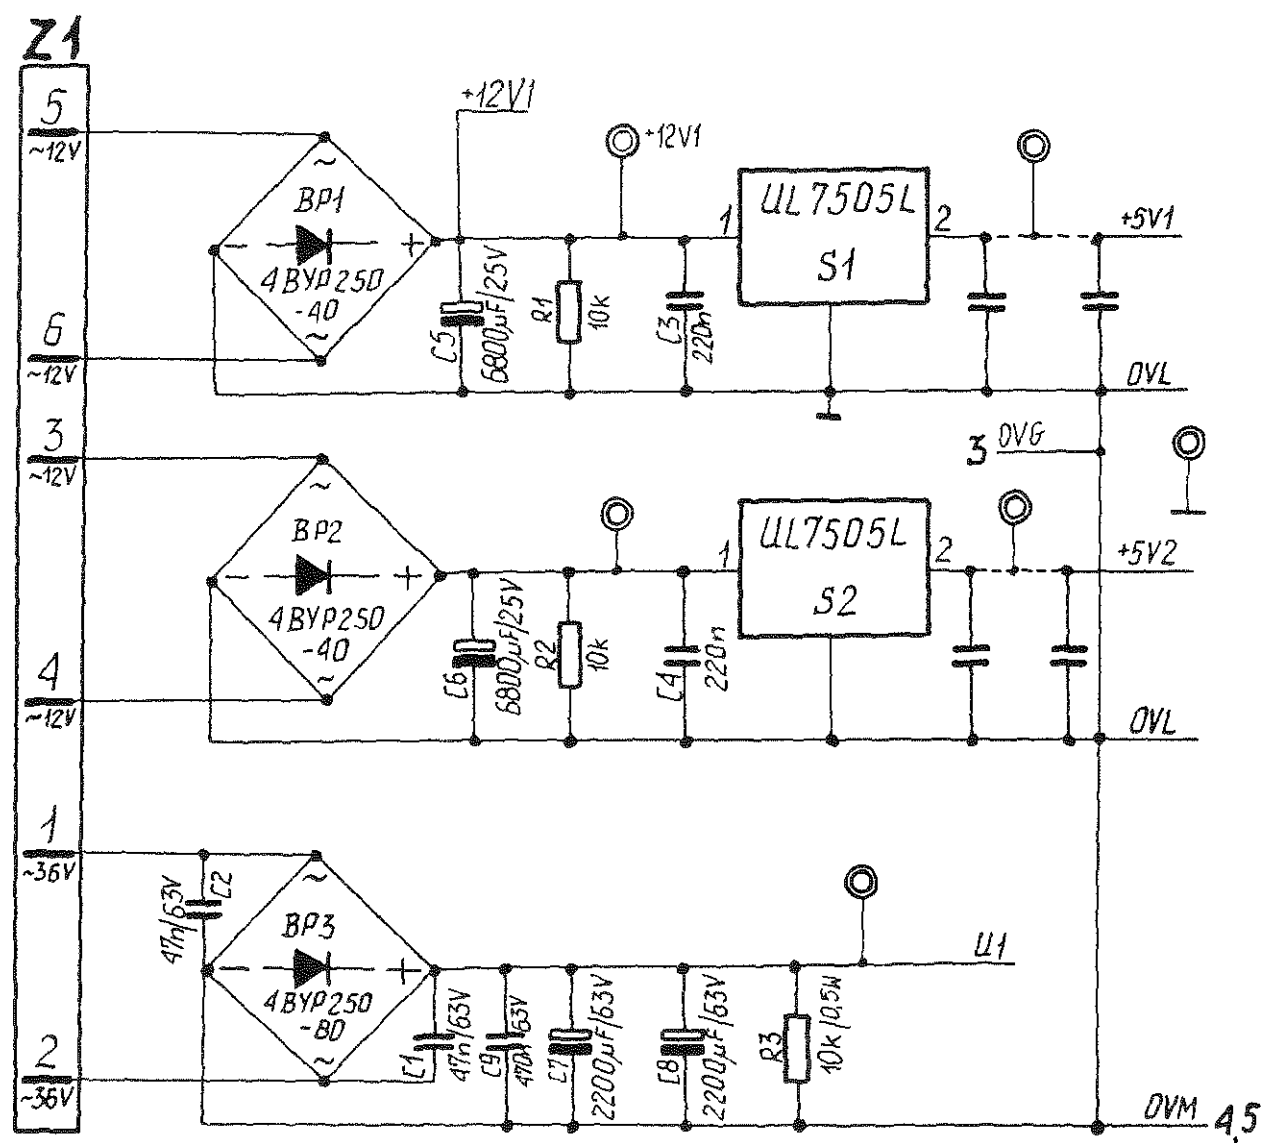 Z1
5
~12V
6
~12V
3
~12V
4
~12V
1
~36V
2
~36V
~
BP1
- +
4BYP250
-40
~
+12V1
C5
6800µF/25V
R1
10k
+12V1
C3
220n
1
UL7505L
S1
2
+5V1
0VL
3 0VG
~
BP2
- +
4BYP250
-40
~
C6
6800µF/25V
R2
10k
C4
220n
1
UL7505L
S2
2
+5V2
0VL
C2
47n/63V
~
BP3
- +
4BYP250
-80
~
C1
47n/63V
C9
470n/63V
C7
2200µF/63V
C8
2200µF/63V
R3
10k/0,5W
U1
0VM 4,5